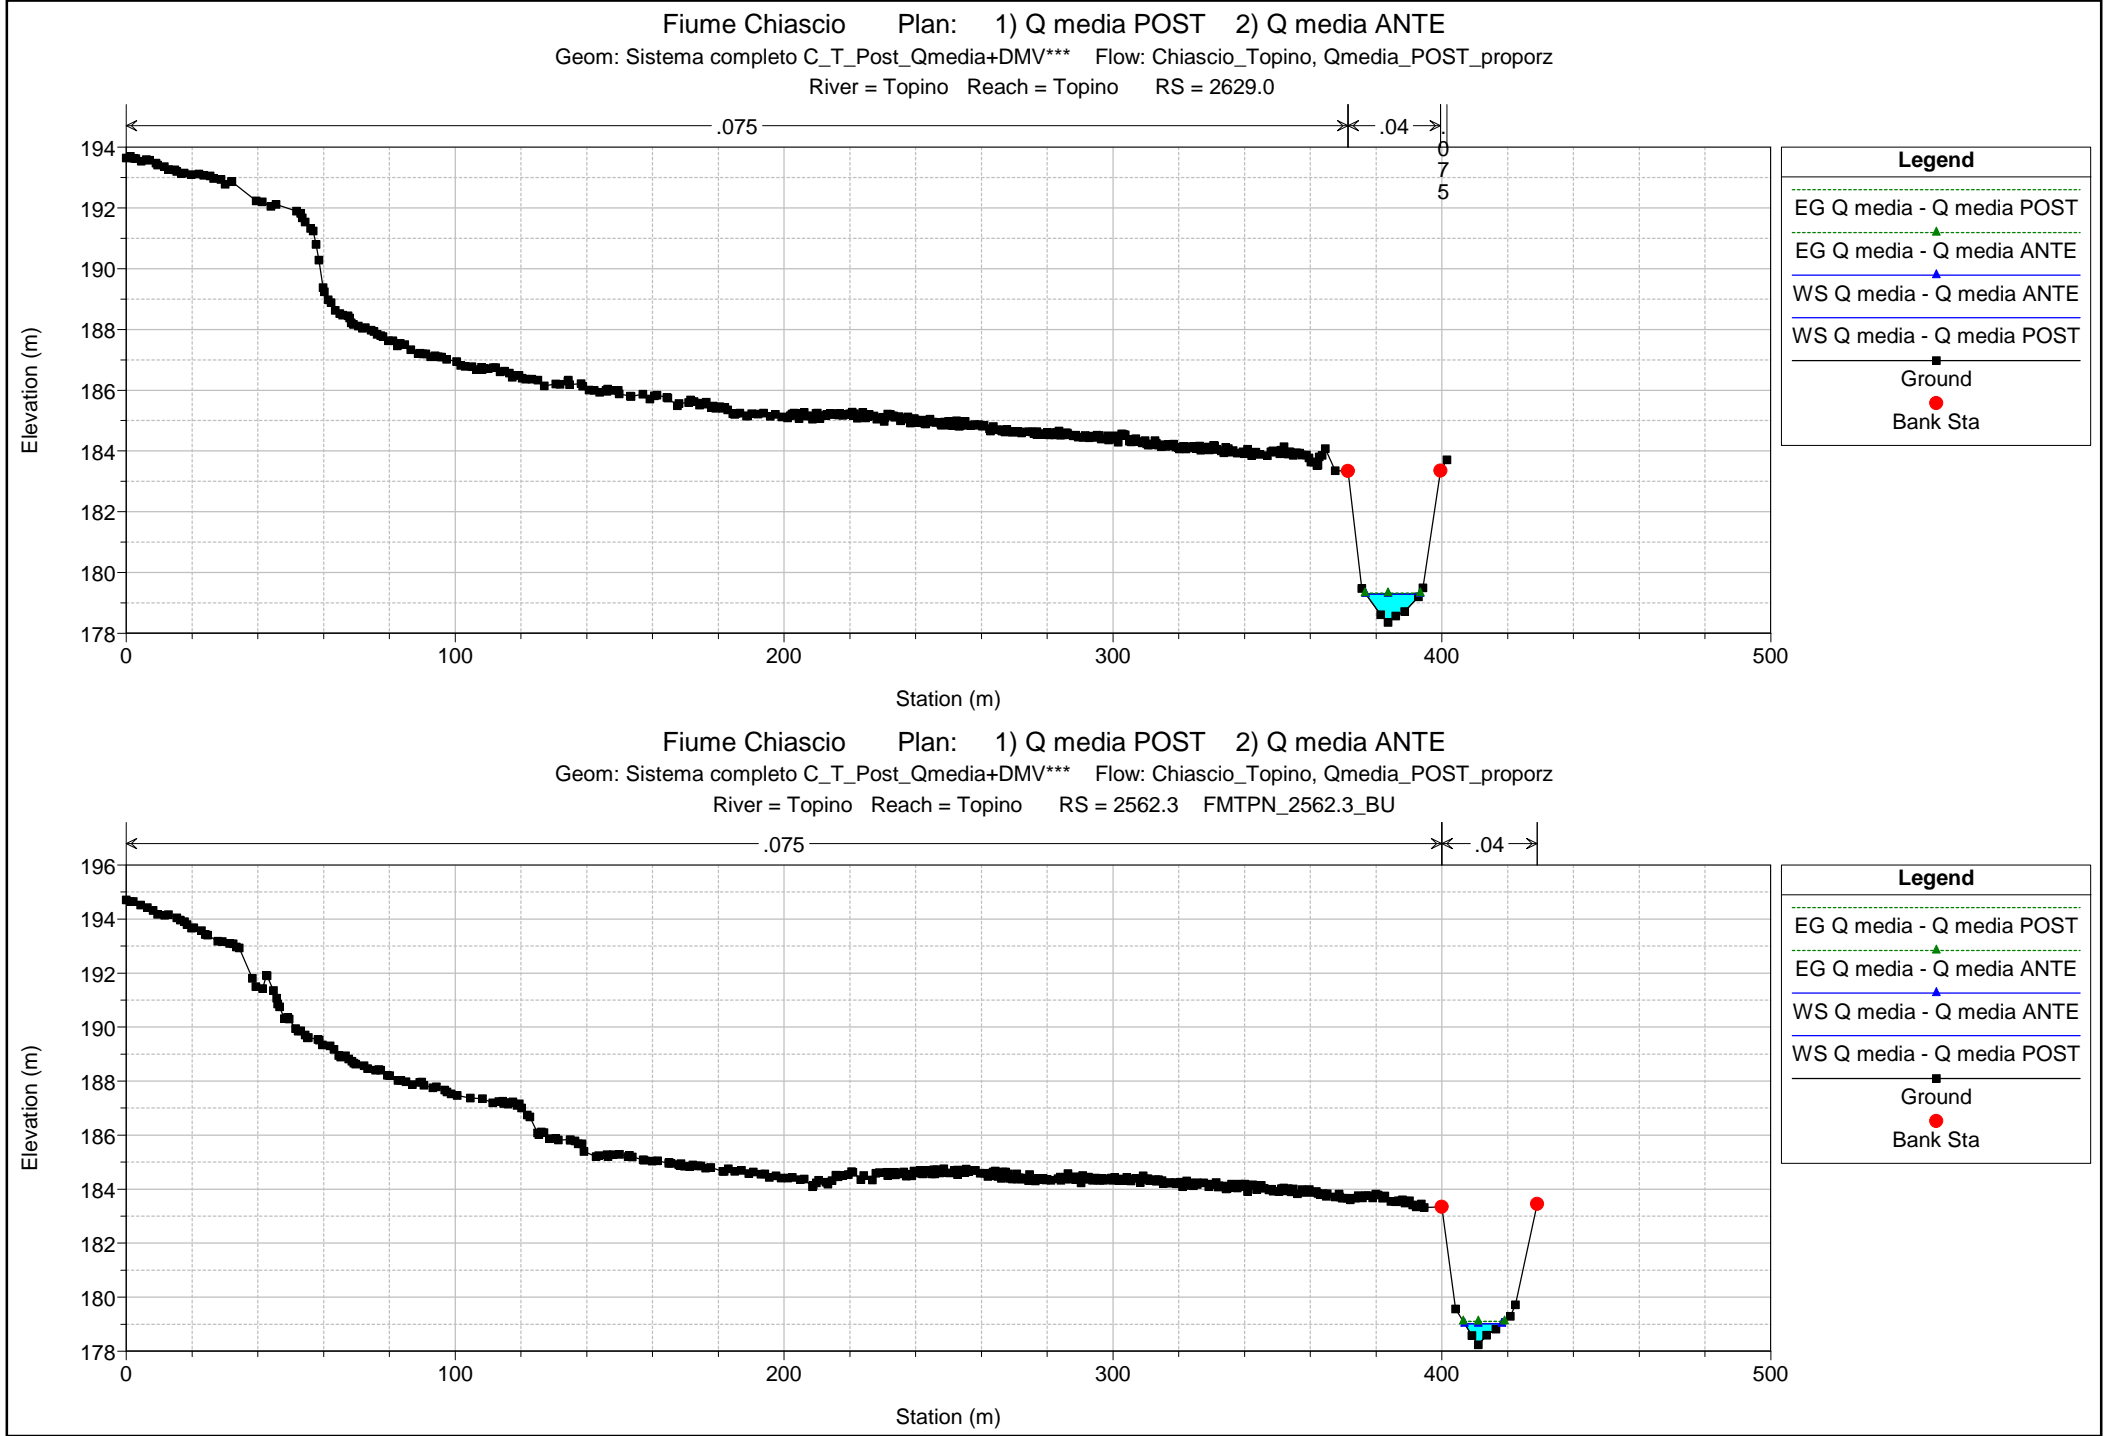 Fiume Chiascio Plan: 1) Q media POST 2) Q media ANTE
Geom: Sistema completo C_T_Post_Qmedia+DMV*** Flow: Chiascio_Topino, Qmedia_POST_proporz
River = Topino Reach = Topino RS = 2629.0
.075 .04 .075
194
192
190
188
186
184
182
180
178
Elevation (m)
0 100 200 300 400 500
Station (m)
Legend
EG Q media - Q media POST
EG Q media - Q media ANTE
WS Q media - Q media ANTE
WS Q media - Q media POST
Ground
Bank Sta
Fiume Chiascio Plan: 1) Q media POST 2) Q media ANTE
Geom: Sistema completo C_T_Post_Qmedia+DMV*** Flow: Chiascio_Topino, Qmedia_POST_proporz
River = Topino Reach = Topino RS = 2562.3 FMTPN_2562.3_BU
.075 .04
196
194
192
190
188
186
184
182
180
178
Elevation (m)
0 100 200 300 400 500
Station (m)
Legend
EG Q media - Q media POST
EG Q media - Q media ANTE
WS Q media - Q media ANTE
WS Q media - Q media POST
Ground
Bank Sta